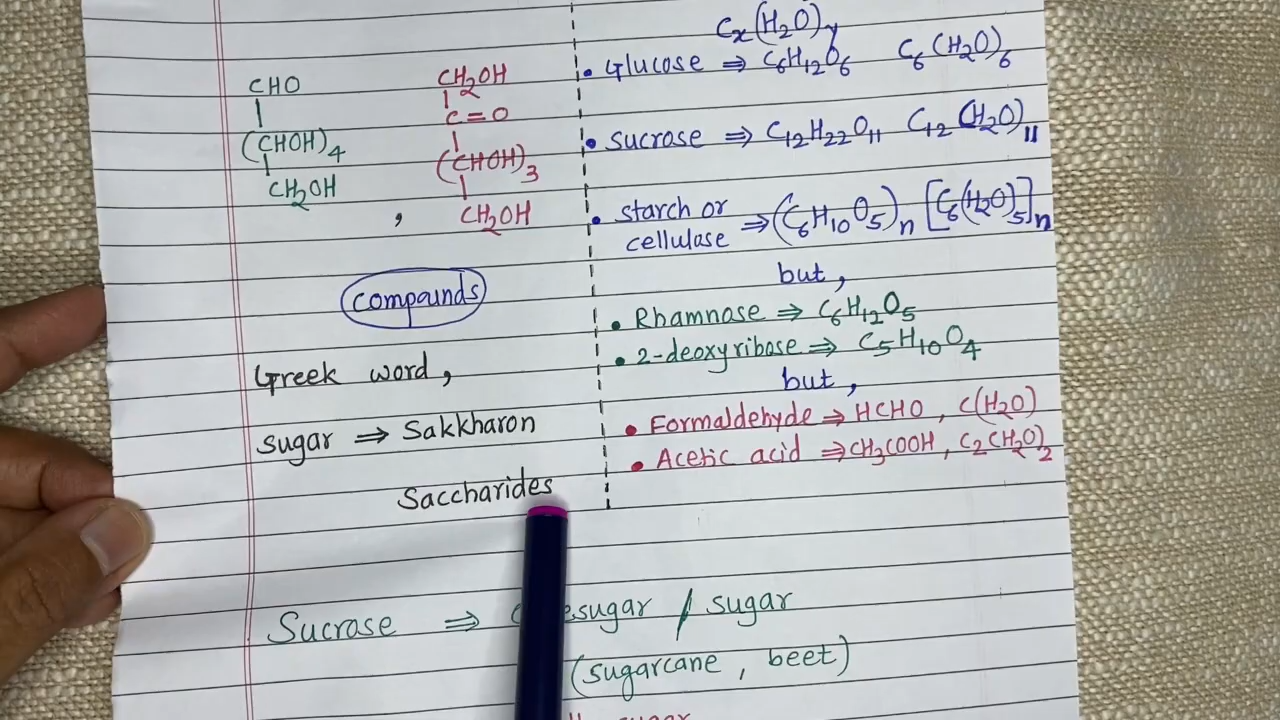 CHO
|
(CHOH)4
|
CH2OH
,
CH2OH
|
C=O
|
(CHOH)3
|
CH2OH
compounds
Greek word,
sugar ⇒ Sakkharon
Saccharides
Cx(H2O)y
• Glucose ⇒ C6H12O6 C6(H2O)6
• sucrose ⇒ C12H22O11 C12(H2O)11
• starch or
cellulase ⇒ (C6H10O5)n [C6(H2O)5]n
but,
• Rhamnose ⇒ C6H12O5
• 2-deoxyribose ⇒ C5H10O4
but,
• Formaldehyde ⇒ HCHO, C(H2O)
• Acetic acid ⇒ CH3COOH, C2(H2O)2
Sucrose ⇒ sugar / sugar
(sugarcane, beet)
sugar